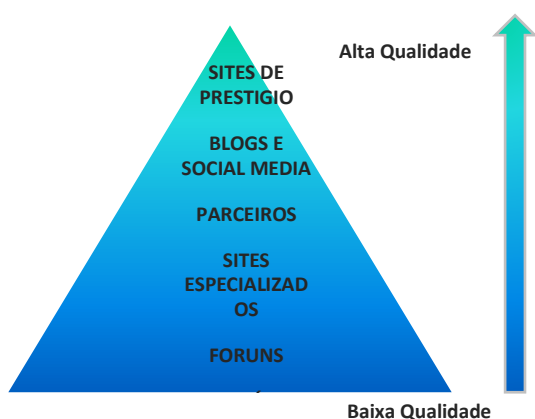 Alta Qualidade
SITES DE
PRESTIGIO
BLOGS E
SOCIAL MEDIA
PARCEIROS
SITES
ESPECIALIZAD
OS
FORUNS
Baixa Qualidade